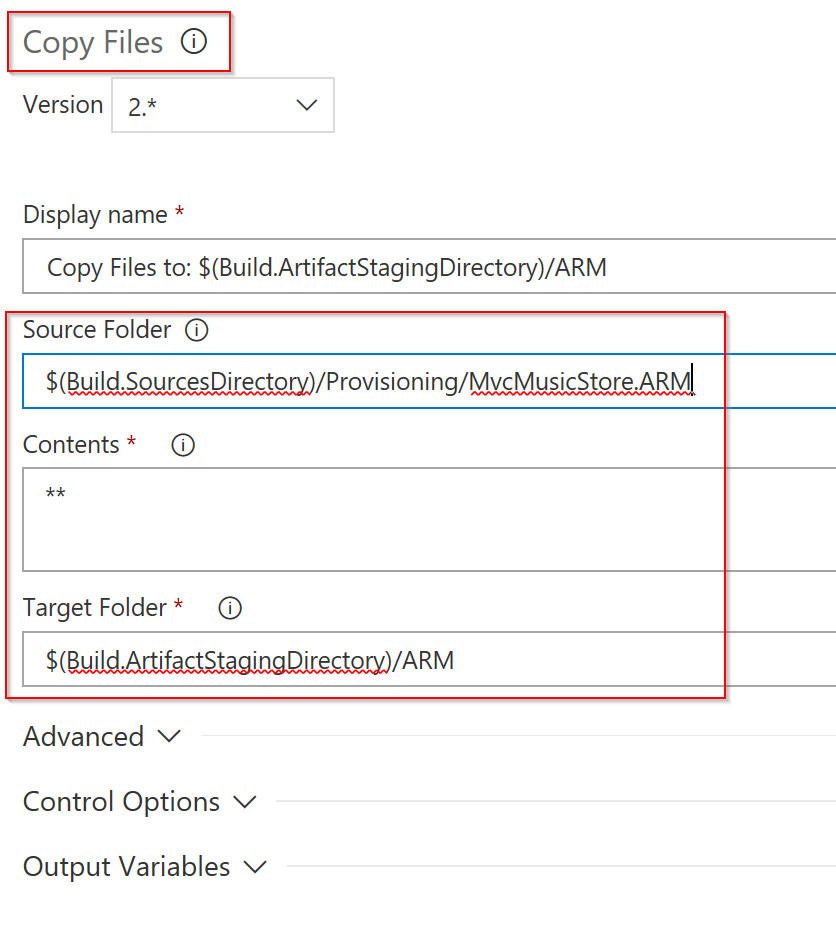 Copy Files
Version 2.*
Display name *
Copy Files to: $(Build.ArtifactStagingDirectory)/ARM
Source Folder
$(Build.SourcesDirectory)/Provisioning/MvcMusicStore.ARM
Contents *
**
Target Folder *
$(Build.ArtifactStagingDirectory)/ARM
Advanced
Control Options
Output Variables